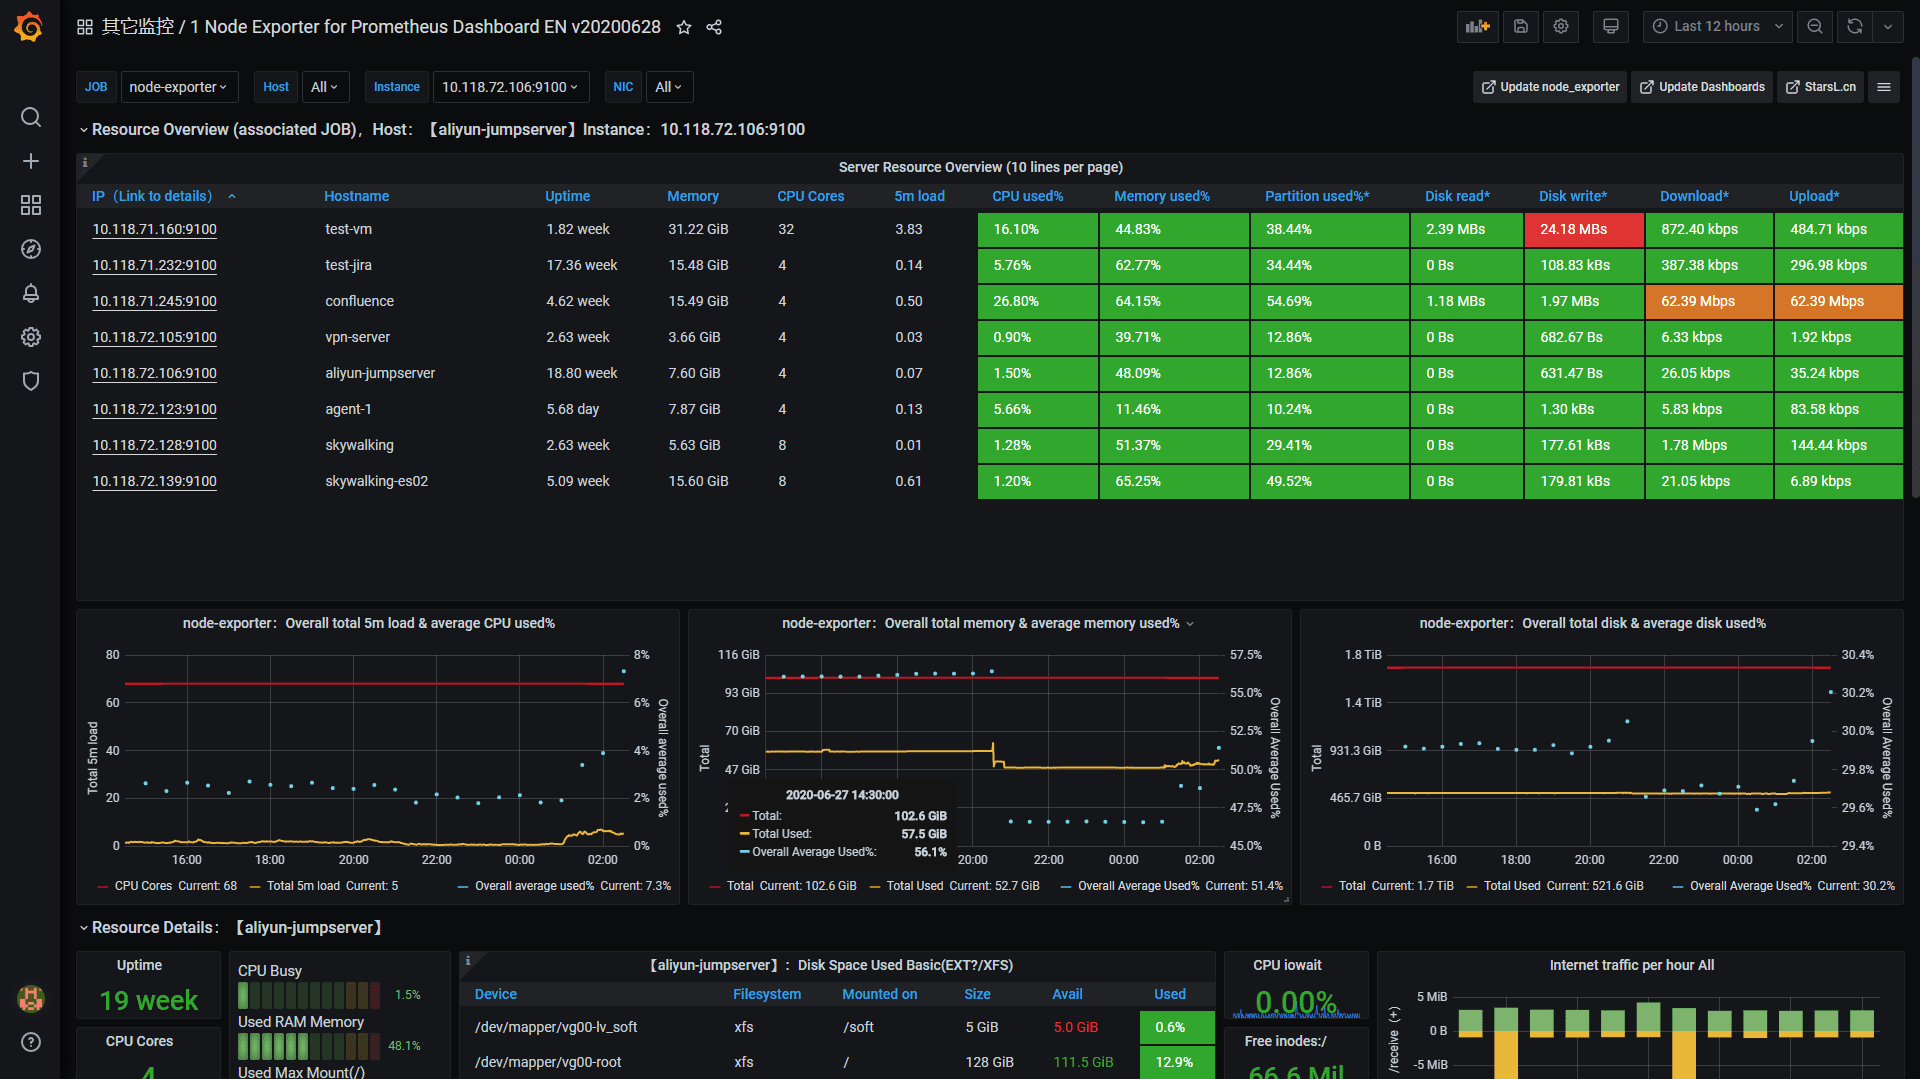 其它监控 / 1 Node Exporter for Prometheus Dashboard EN v20200628
Last 12 hours
JOB node-exporter Host All Instance 10.118.72.106:9100 NIC All
Update node_exporter Update Dashboards StarsL.cn
Resource Overview (associated JOB)，Host：【aliyun-jumpserver】Instance：10.118.72.106:9100
Server Resource Overview (10 lines per page)
IP（Link to details） Hostname Uptime Memory CPU Cores 5m load CPU used% Memory used% Partition used%* Disk read* Disk write* Download* Upload*
10.118.71.160:9100 test-vm 1.82 week 31.22 GiB 32 3.83 16.10% 44.83% 38.44% 2.39 MBs 24.18 MBs 872.40 kbps 484.71 kbps
10.118.71.232:9100 test-jira 17.36 week 15.48 GiB 4 0.14 5.76% 62.77% 34.44% 0 Bs 108.83 kBs 387.38 kbps 296.98 kbps
10.118.71.245:9100 confluence 4.62 week 15.49 GiB 4 0.50 26.80% 64.15% 54.69% 1.18 MBs 1.97 MBs 62.39 Mbps 62.39 Mbps
10.118.72.105:9100 vpn-server 2.63 week 3.66 GiB 4 0.03 0.90% 39.71% 12.86% 0 Bs 682.67 Bs 6.33 kbps 1.92 kbps
10.118.72.106:9100 aliyun-jumpserver 18.80 week 7.60 GiB 4 0.07 1.50% 48.09% 12.86% 0 Bs 631.47 Bs 26.05 kbps 35.24 kbps
10.118.72.123:9100 agent-1 5.68 day 7.87 GiB 4 0.13 5.66% 11.46% 10.24% 0 Bs 1.30 kBs 5.83 kbps 83.58 kbps
10.118.72.128:9100 skywalking 2.63 week 5.63 GiB 8 0.01 1.28% 51.37% 29.41% 0 Bs 177.61 kBs 1.78 Mbps 144.44 kbps
10.118.72.139:9100 skywalking-es02 5.09 week 15.60 GiB 8 0.61 1.20% 65.25% 49.52% 0 Bs 179.81 kBs 21.05 kbps 6.89 kbps
node-exporter：Overall total 5m load & average CPU used%
80
60
40
20
0
8%
6%
4%
2%
0%
Total 5m load
Overall average used%
16:00 18:00 20:00 22:00 00:00 02:00
CPU Cores Current: 68 Total 5m load Current: 5 Overall average used% Current: 7.3%
node-exporter：Overall total memory & average memory used%
116 GiB
93 GiB
70 GiB
47 GiB
57.5%
55.0%
52.5%
50.0%
47.5%
45.0%
Total
Overall Average Used%
2020-06-27 14:30:00
Total: 102.6 GiB
Total Used: 57.5 GiB
Overall Average Used%: 56.1%
20:00 22:00 00:00 02:00
Total Current: 102.6 GiB Total Used Current: 52.7 GiB Overall Average Used% Current: 51.4%
node-exporter：Overall total disk & average disk used%
1.8 TiB
1.4 TiB
931.3 GiB
465.7 GiB
0 B
30.4%
30.2%
30.0%
29.8%
29.6%
29.4%
Total
Overall Average Used%
16:00 18:00 20:00 22:00 00:00 02:00
Total Current: 1.7 TiB Total Used Current: 521.6 GiB Overall Average Used% Current: 30.2%
Resource Details：【aliyun-jumpserver】
Uptime
19 week
CPU Cores
4
CPU Busy
1.5%
Used RAM Memory
48.1%
Used Max Mount(/)
【aliyun-jumpserver】：Disk Space Used Basic(EXT?/XFS)
Device Filesystem Mounted on Size Avail Used
/dev/mapper/vg00-lv_soft xfs /soft 5 GiB 5.0 GiB 0.6%
/dev/mapper/vg00-root xfs / 128 GiB 111.5 GiB 12.9%
CPU iowait
0.00%
Free inodes:/
66.6 Mil
Internet traffic per hour All
5 MiB
0 B
-5 MiB
/receive (+)